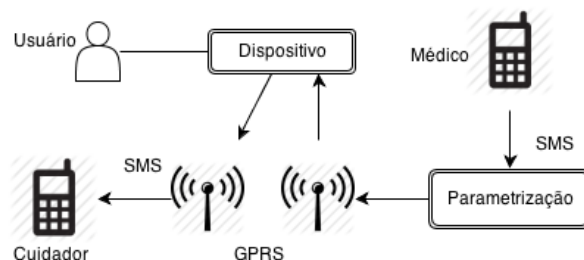 Usuário
Dispositivo
Médico
SMS
SMS
Parametrização
Cuidador
GPRS